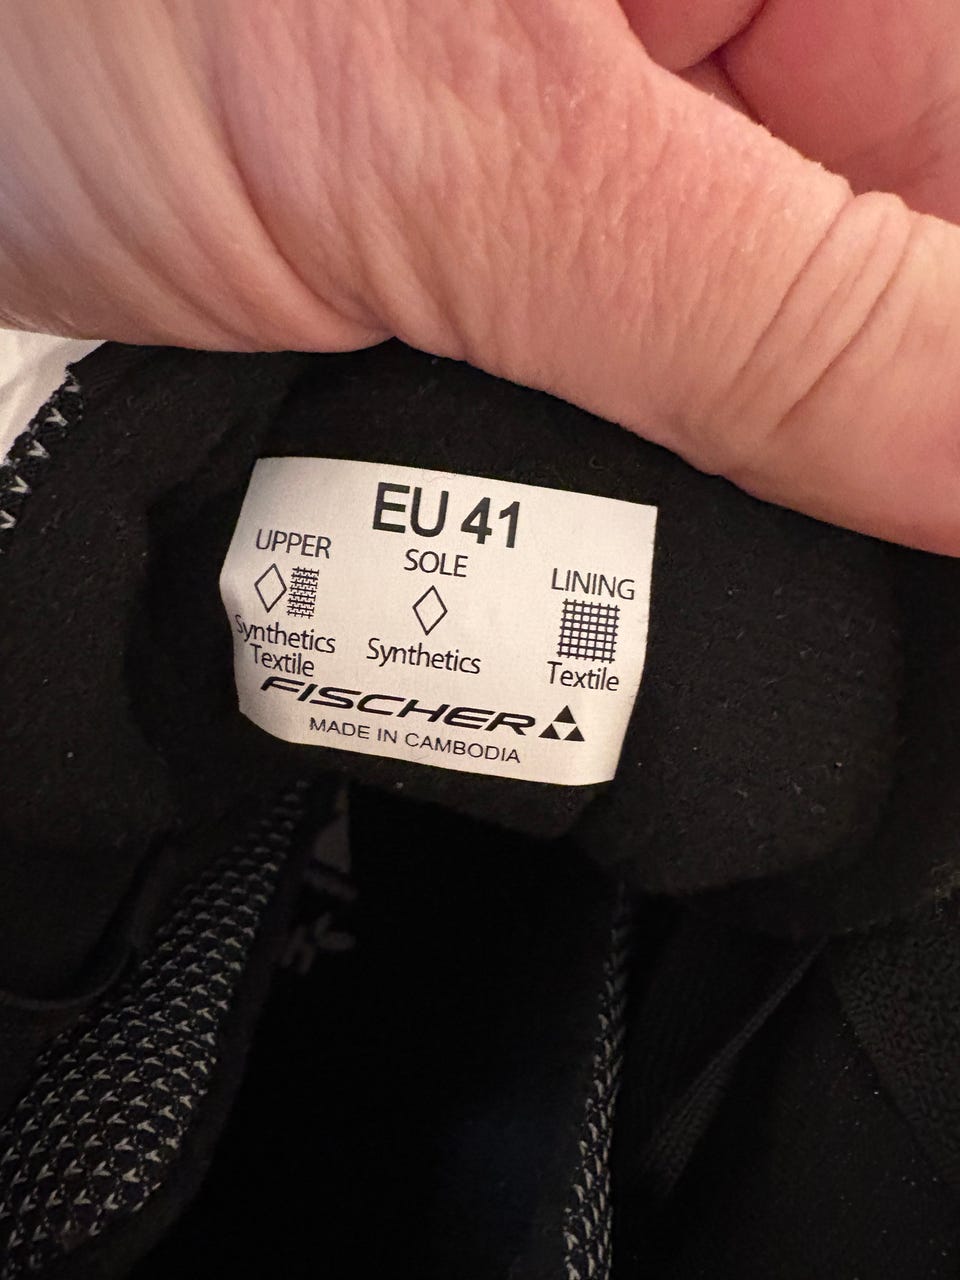 EU 41
UPPER SOLE LINING
Synthetics Synthetics Textile
Textile
FISCHER
MADE IN CAMBODIA